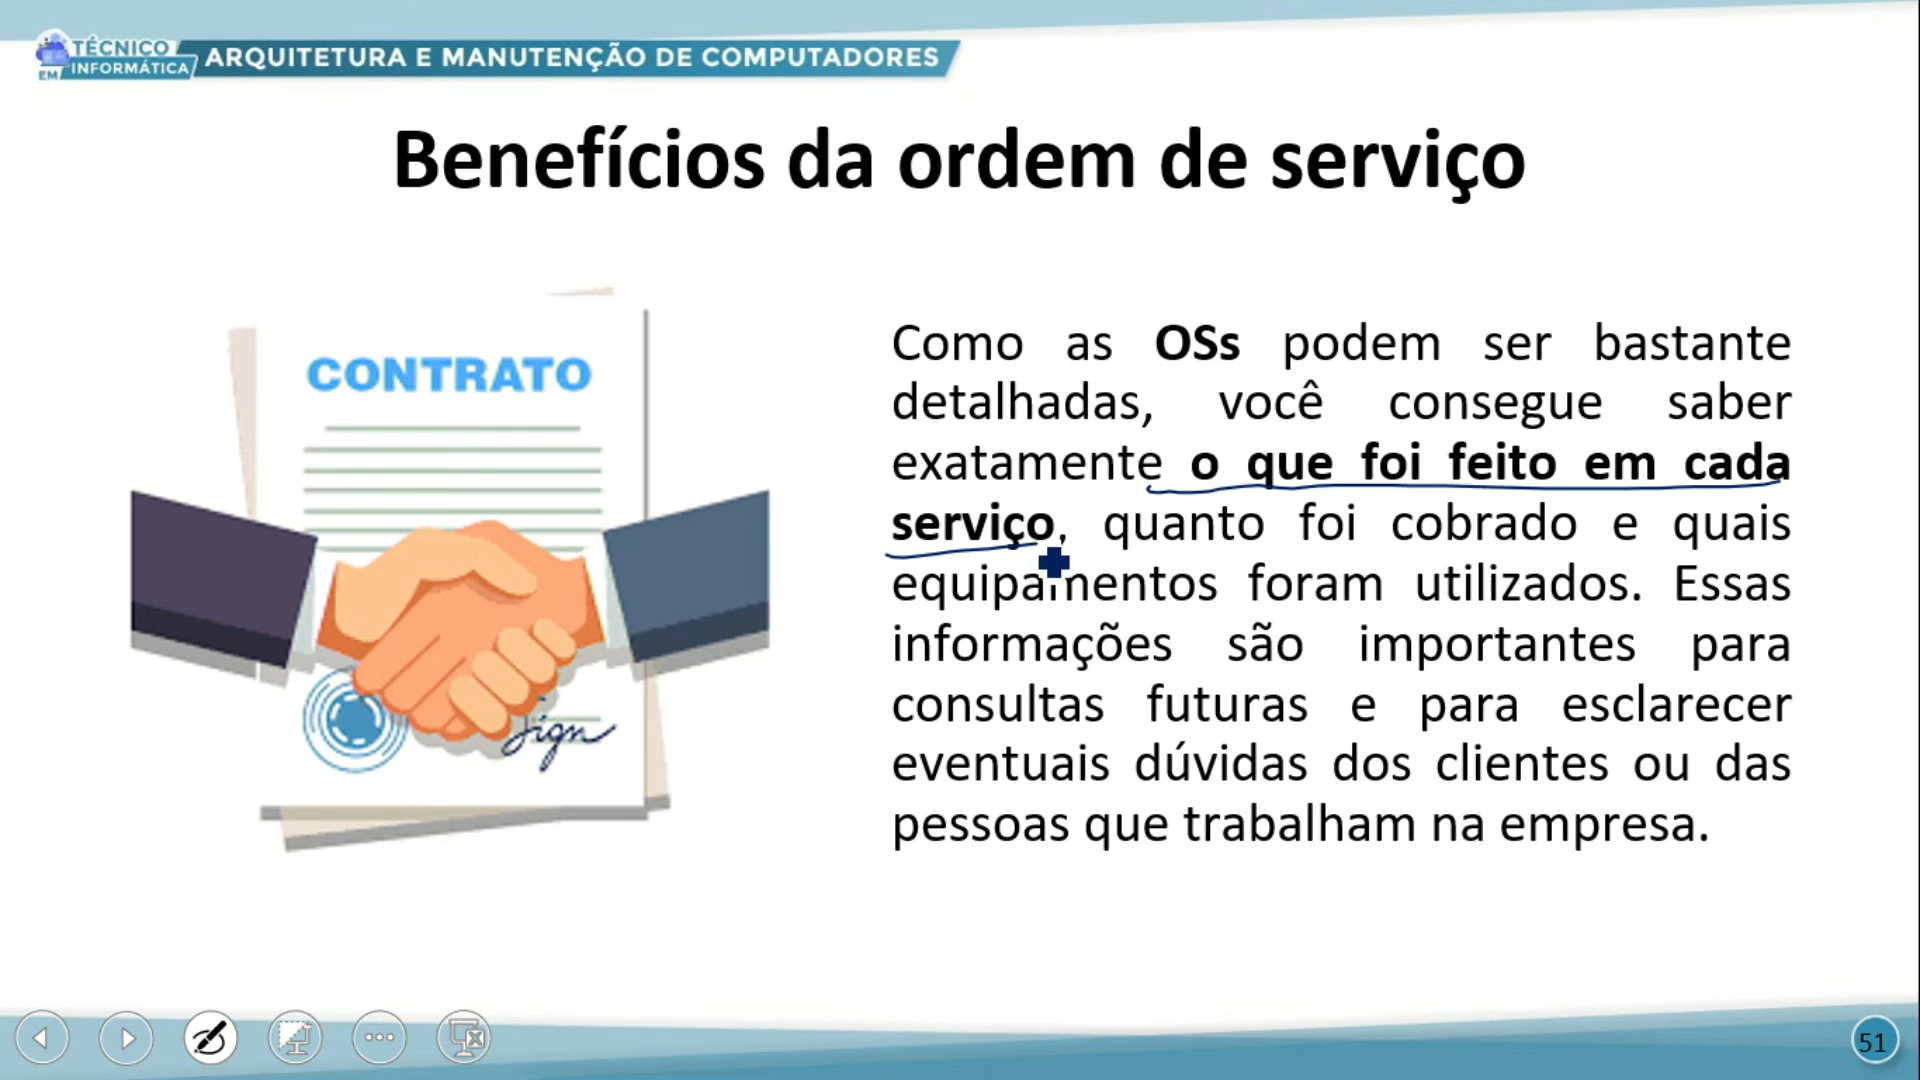 TÉCNICO
EM INFORMÁTICA
ARQUITETURA E MANUTENÇÃO DE COMPUTADORES
Benefícios da ordem de serviço
CONTRATO
Sign
Como as OSs podem ser bastante
detalhadas, você consegue saber
exatamente o que foi feito em cada
serviço, quanto foi cobrado e quais
equipamentos foram utilizados. Essas
informações são importantes para
consultas futuras e para esclarecer
eventuais dúvidas dos clientes ou das
pessoas que trabalham na empresa.
51